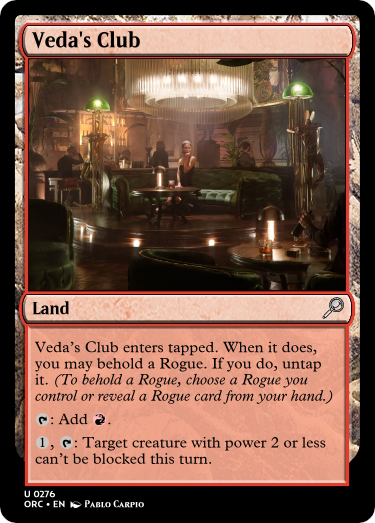 Veda's Club
Land
Veda's Club enters tapped. When it does,
you may behold a Rogue. If you do, untap
it. (To behold a Rogue, choose a Rogue you
control or reveal a Rogue card from your hand.)
: Add .
1, : Target creature with power 2 or less
can't be blocked this turn.
U 0276
ORC • EN Pablo Carpio